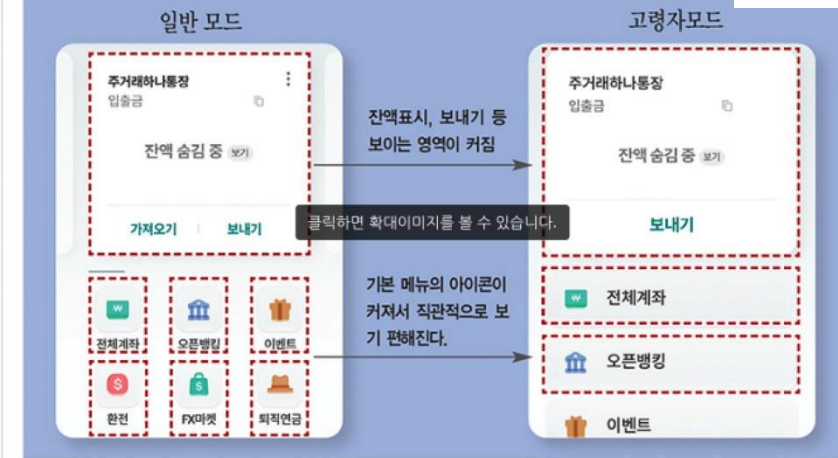 일반 모드
고령자모드
주거래하나통장
입출금
잔액 숨김 중 보기
가져오기 보내기
전체계좌 오픈뱅킹 이벤트
환전 FX마켓 퇴직연금
잔액표시, 보내기 등
보이는 영역이 커짐
클릭하면 확대이미지를 볼 수 있습니다.
기본 메뉴의 아이콘이
커져서 직관적으로 보
기 편해진다.
주거래하나통장
입출금
잔액 숨김 중 보기
보내기
전체계좌
오픈뱅킹
이벤트